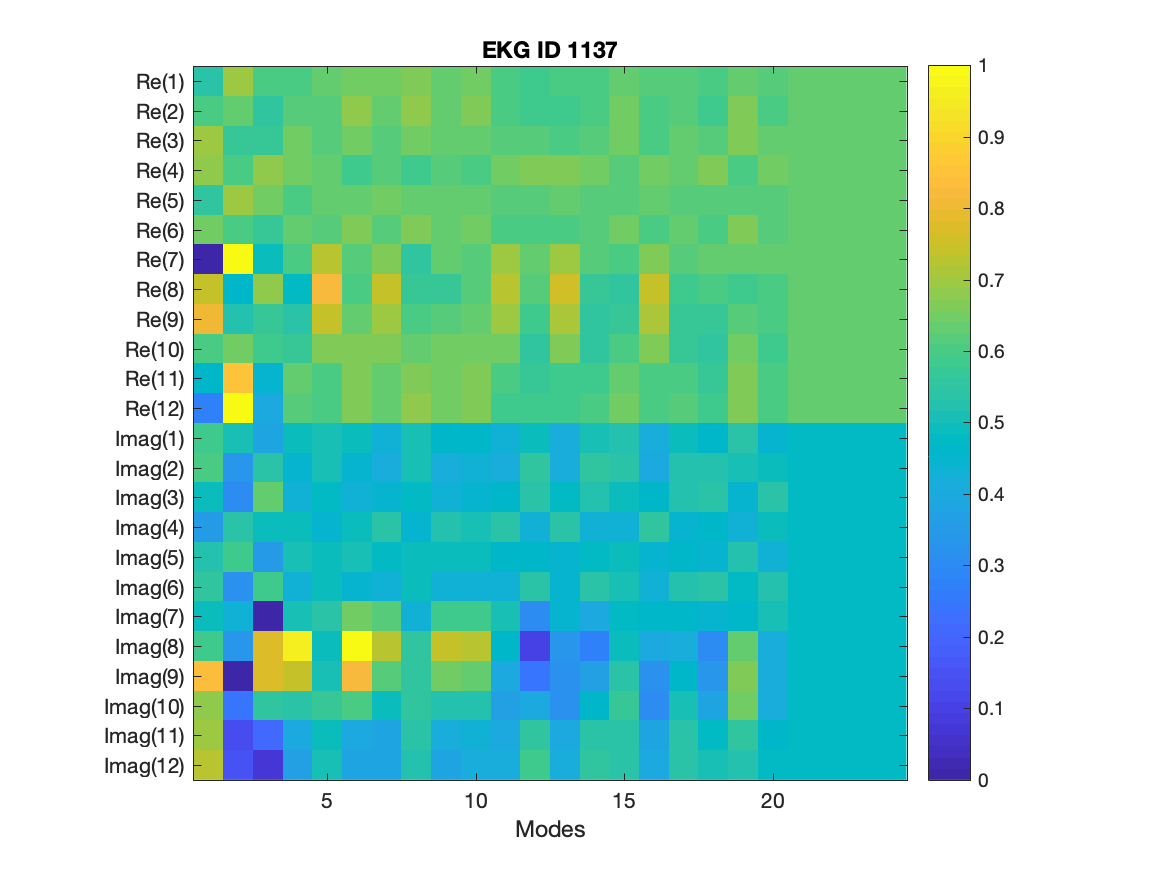 EKG ID 1137
Re(1)
Re(2)
Re(3)
Re(4)
Re(5)
Re(6)
Re(7)
Re(8)
Re(9)
Re(10)
Re(11)
Re(12)
Imag(1)
Imag(2)
Imag(3)
Imag(4)
Imag(5)
Imag(6)
Imag(7)
Imag(8)
Imag(9)
Imag(10)
Imag(11)
Imag(12)
5 10 15 20
Modes
1
0.9
0.8
0.7
0.6
0.5
0.4
0.3
0.2
0.1
0